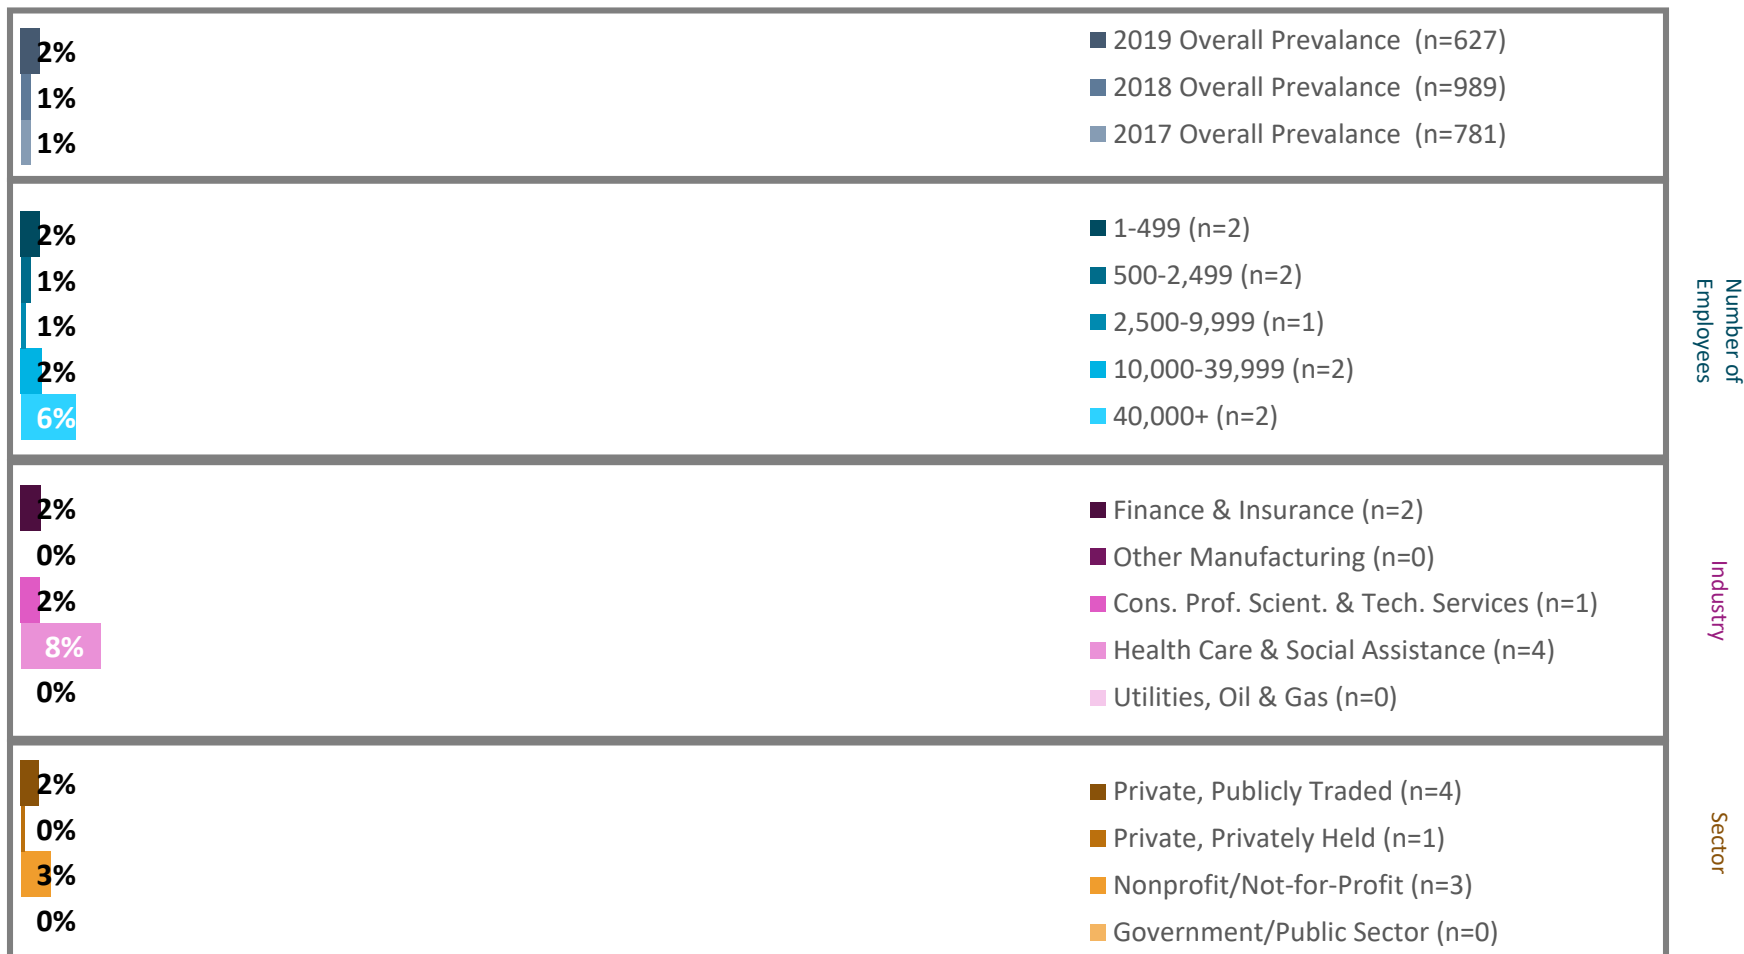 2%
1%
1%
2019 Overall Prevalance (n=627)
2018 Overall Prevalance (n=989)
2017 Overall Prevalance (n=781)
2%
1%
1%
2%
6%
1-499 (n=2)
500-2,499 (n=2)
2,500-9,999 (n=1)
10,000-39,999 (n=2)
40,000+ (n=2)
Number of
Employees
2%
0%
2%
8%
0%
Finance & Insurance (n=2)
Other Manufacturing (n=0)
Cons. Prof. Scient. & Tech. Services (n=1)
Health Care & Social Assistance (n=4)
Utilities, Oil & Gas (n=0)
Industry
2%
0%
3%
0%
Private, Publicly Traded (n=4)
Private, Privately Held (n=1)
Nonprofit/Not-for-Profit (n=3)
Government/Public Sector (n=0)
Sector